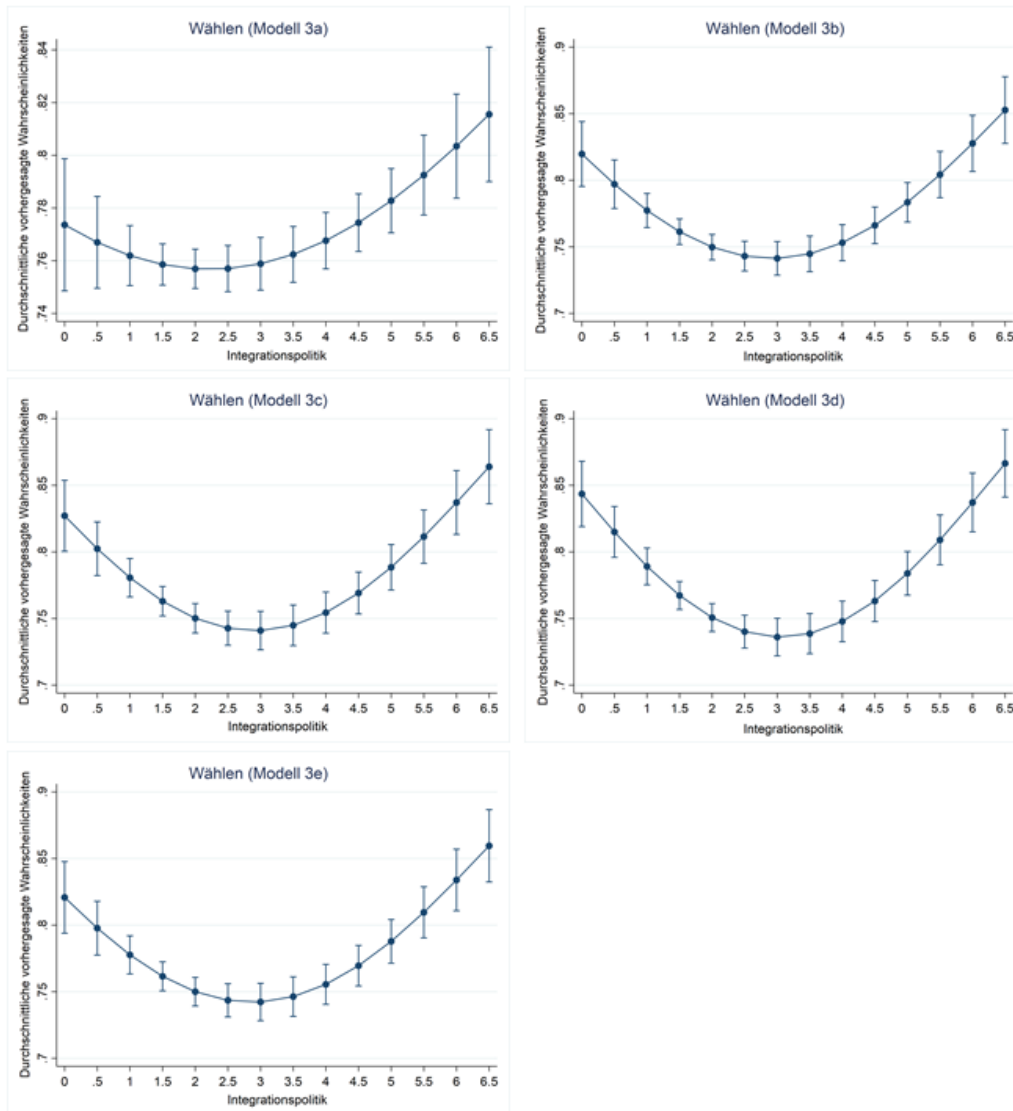 Wählen (Modell 3a)
Durchschnittliche vorhergesagte Wahrscheinlichkeiten
.84
.82
.8
.78
.76
.74
0 .5 1 1.5 2 2.5 3 3.5 4 4.5 5 5.5 6 6.5
Integrationspolitik
Wählen (Modell 3b)
Durchschnittliche vorhergesagte Wahrscheinlichkeiten
.9
.85
.8
.75
.7
0 .5 1 1.5 2 2.5 3 3.5 4 4.5 5 5.5 6 6.5
Integrationspolitik
Wählen (Modell 3c)
Durchschnittliche vorhergesagte Wahrscheinlichkeiten
.9
.85
.8
.75
.7
0 .5 1 1.5 2 2.5 3 3.5 4 4.5 5 5.5 6 6.5
Integrationspolitik
Wählen (Modell 3d)
Durchschnittliche vorhergesagte Wahrscheinlichkeiten
.9
.85
.8
.75
.7
0 .5 1 1.5 2 2.5 3 3.5 4 4.5 5 5.5 6 6.5
Integrationspolitik
Wählen (Modell 3e)
Durchschnittliche vorhergesagte Wahrscheinlichkeiten
.9
.85
.8
.75
.7
0 .5 1 1.5 2 2.5 3 3.5 4 4.5 5 5.5 6 6.5
Integrationspolitik